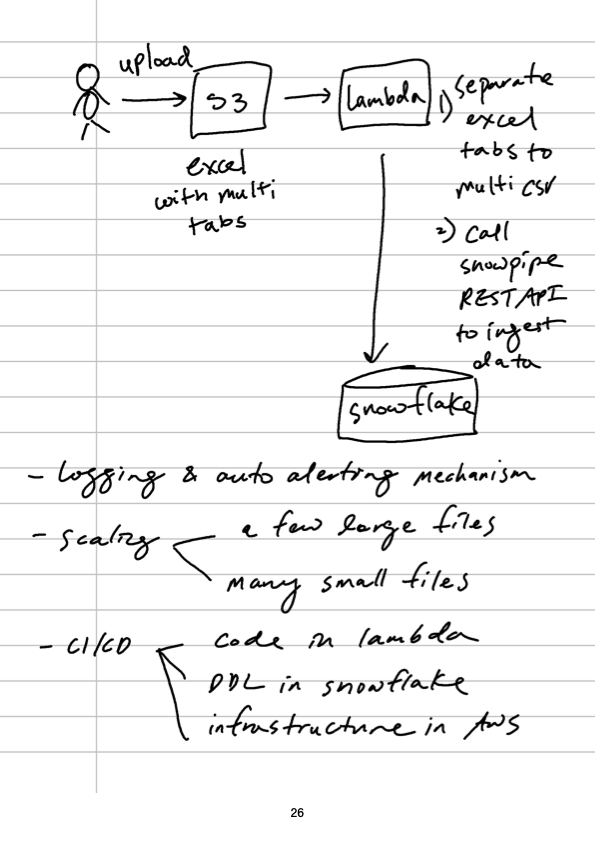 upload
S3
lambda
excel
with multi
tabs
1) separate
excel
tabs to
multi csv
2) call
snowpipe
REST API
to ingest
data
snowflake
- logging & auto alerting mechanism
- scaling
a few large files
many small files
- CI/CD
code in lambda
DDL in snowflake
infrastructure in AWS
26